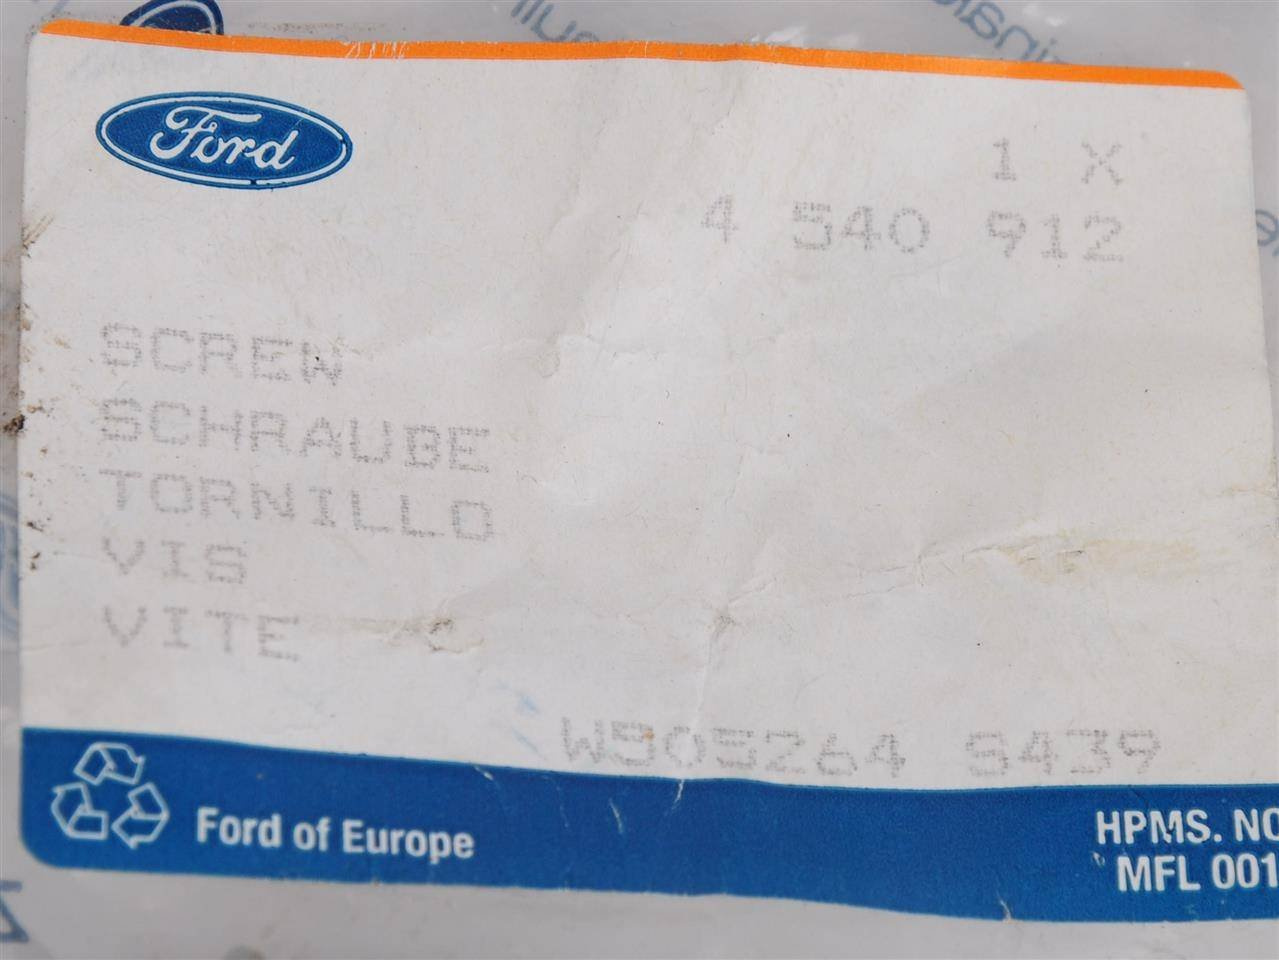 Ford
1 X
4 540 912
SCREW
SCHRAUBE
TORNILLO
VIS
VITE
W505264 S439
Ford of Europe
HPMS. NO
MFL 001